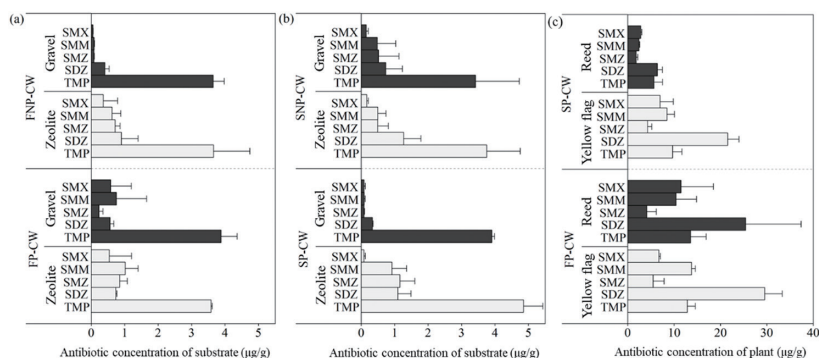 (a)
FNP-CW
Gravel
SMX
SMM
SMZ
SDZ
TMP
Zeolite
SMX
SMM
SMZ
SDZ
TMP
FP-CW
Gravel
SMX
SMM
SMZ
SDZ
TMP
Zeolite
SMX
SMM
SMZ
SDZ
TMP
0 1 2 3 4 5
Antibiotic concentration of substrate (μg/g)
(b)
SNP-CW
Gravel
SMX
SMM
SMZ
SDZ
TMP
Zeolite
SMX
SMM
SMZ
SDZ
TMP
SP-CW
Gravel
SMX
SMM
SMZ
SDZ
TMP
Zeolite
SMX
SMM
SMZ
SDZ
TMP
0 1 2 3 4 5
Antibiotic concentration of substrate (μg/g)
(c)
SP-CW
Reed
SMX
SMM
SMZ
SDZ
TMP
Yellow flag
SMX
SMM
SMZ
SDZ
TMP
FP-CW
Reed
SMX
SMM
SMZ
SDZ
TMP
Yellow flag
SMX
SMM
SMZ
SDZ
TMP
0 10 20 30 40
Antibiotic concentration of plant (μg/g)